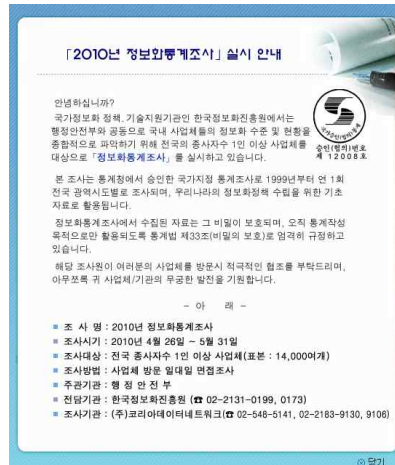 「2010년 정보화통계조사」 실시 안내
안녕하십니까?
국가정보화 정책, 기술지원기관인 한국정보화진흥원에서는
행정안전부와 공동으로 국내 사업체들의 정보화 수준 및 현황을
종합적으로 파악하기 위해 전국의 종사자수 1인 이상 사업체를
대상으로 「정보화통계조사」 를 실시하고 있습니다.
승인(협의)번호
제 12008호
본 조사는 통계청에서 승인한 국가지정 통계조사로 1999년부터 연 1회
전국 광역시도별로 조사되며, 우리나라의 정보화정책 수립을 위한 기초
자료로 활용됩니다.
정보화통계조사에서 수집된 자료는 그 비밀이 보호되며, 오직 통계작성
목적으로만 활용되도록 통계법 제33조(비밀의 보호)로 엄격히 규정하고
있습니다.
해당 조사원이 여러분의 사업체를 방문시 적극적인 협조를 부탁드리며,
아무쪼록 귀 사업체/기관의 무궁한 발전을 기원합니다.
- 아 래 -
조 사 명 : 2010년 정보화통계조사
조사시기 : 2010년 4월 26일 ~ 5월 31일
조사대상 : 전국 종사자수 1인 이상 사업체(표본 : 14,000여개)
조사방법 : 사업체 방문 일대일 면접조사
주관기관 : 행 정 안 전 부
전담기관 : 한국정보화진흥원 (☎ 02-2131-0199, 0173)
조사기관 : (주)코리아데이터네트워크(☎ 02-548-5141, 02-2183-9130, 9106)
닫기